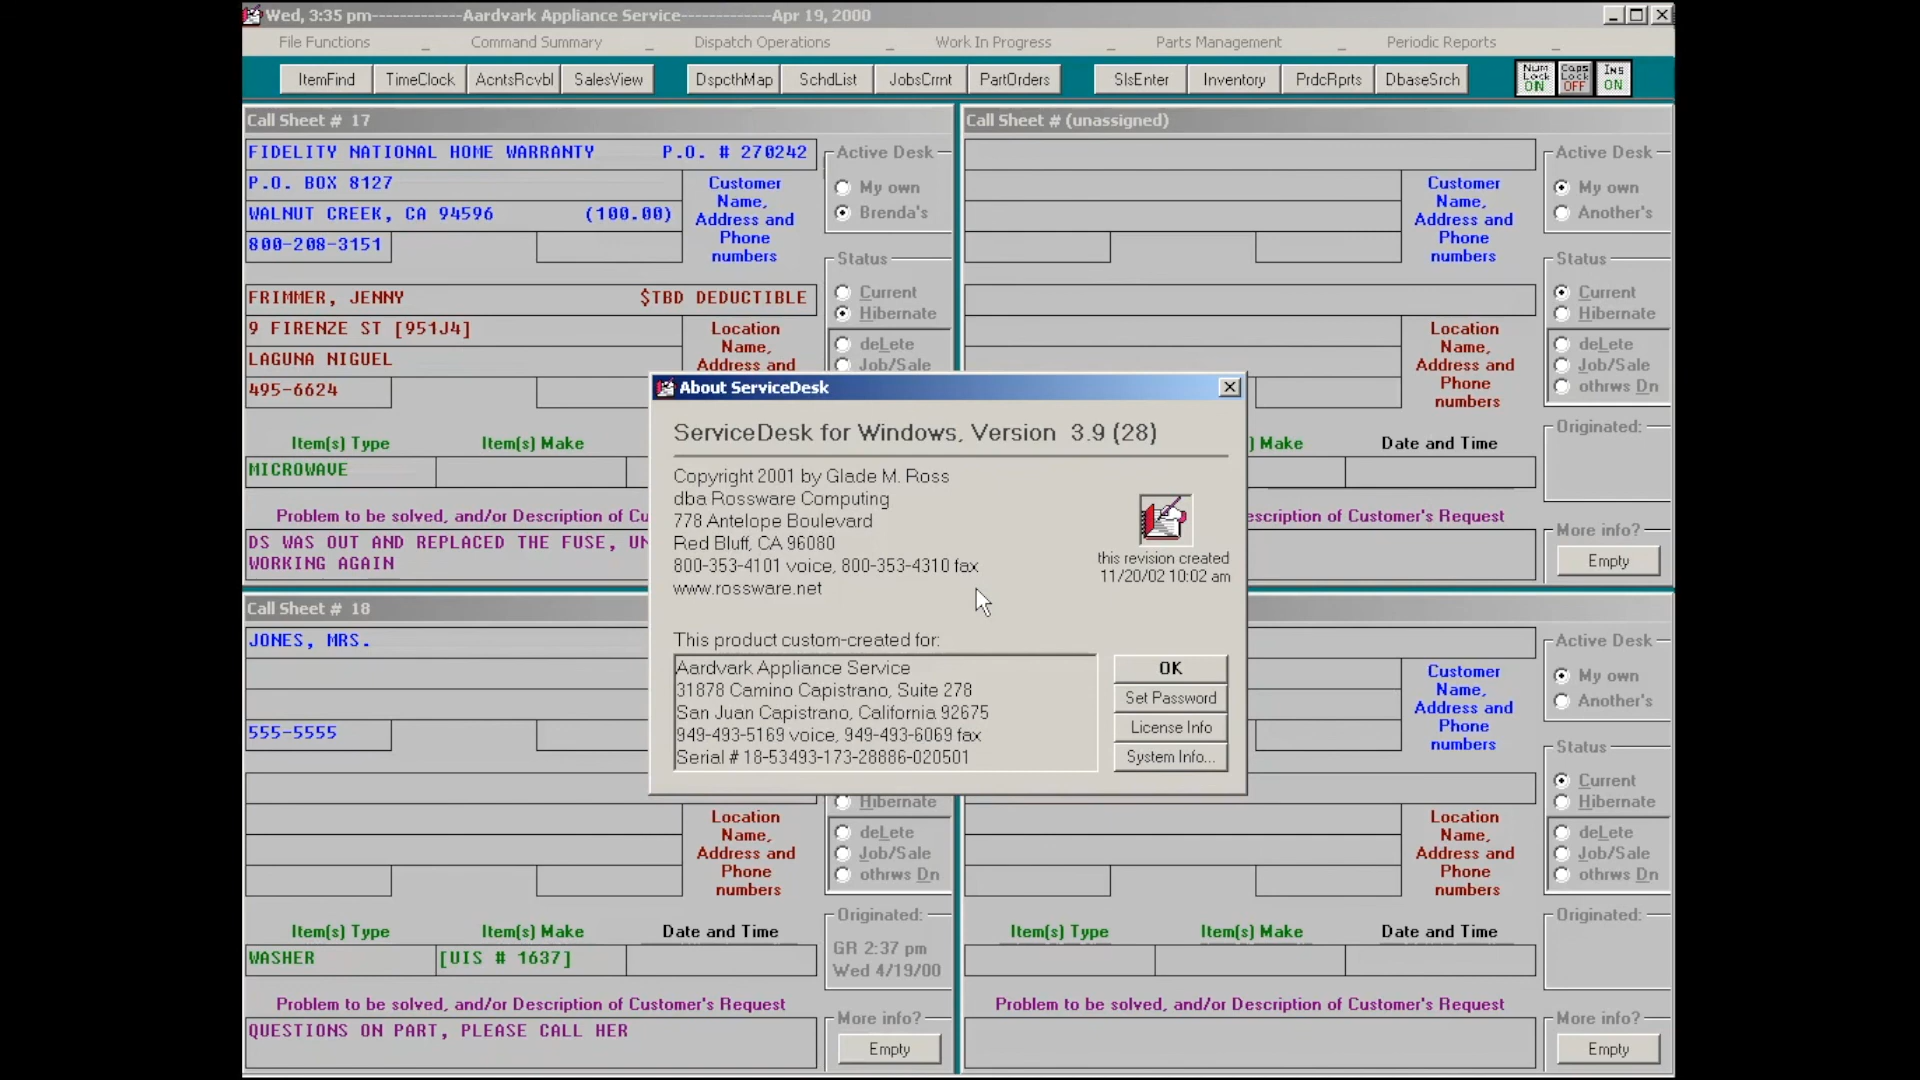 Wed, 3:35 pm-------------Aardvark Appliance Service-------------Apr 19, 2000
File Functions _ Command Summary _ Dispatch Operations _ Work In Progress _ Parts Management _ Periodic Reports _
ItemFind TimeClock AcntsRcvbl SalesView DspcthMap SchdList JobsCrrnt PartOrders SlsEnter Inventory PrdcRprts DbaseSrch
Num Lock ON
Caps Lock OFF
Ins ON
Call Sheet # 17
FIDELITY NATIONAL HOME WARRANTY P.O. # 270242
P.O. BOX 8127
WALNUT CREEK, CA 94596 (100.00)
800-208-3151
Customer
Name,
Address and
Phone
numbers
Active Desk
My own
Brenda's
FRIMMER, JENNY $TBD DEDUCTIBLE
9 FIRENZE ST [951J4]
LAGUNA NIGUEL
495-6624
Location
Name,
Address and
Status
Current
Hibernate
deLete
Job/Sale
Item(s) Type Item(s) Make
MICROWAVE
Problem to be solved, and/or Description of Cu
DS WAS OUT AND REPLACED THE FUSE,
WORKING AGAIN
Call Sheet # (unassigned)
Customer
Name,
Address and
Phone
numbers
Active Desk
My own
Another's
Location
Name,
Address and
Phone
numbers
Status
Current
Hibernate
deLete
Job/Sale
othrws Dn
) Make Date and Time
Originated:
escription of Customer's Request
More info?
Empty
About ServiceDesk
ServiceDesk for Windows, Version 3.9 (28)
Copyright 2001 by Glade M. Ross
dba Rossware Computing
778 Antelope Boulevard
Red Bluff, CA 96080
800-353-4101 voice, 800-353-4310 fax
www.rossware.net
this revision created
11/20/02 10:02 am
This product custom-created for:
Aardvark Appliance Service
31878 Camino Capistrano, Suite 278
San Juan Capistrano, California 92675
949-493-5169 voice, 949-493-6069 fax
Serial # 18-53493-173-28886-020501
OK
Set Password
License Info
System Info...
Call Sheet # 18
JONES, MRS.
555-5555
Hibernate
deLete
Job/Sale
othrws Dn
Location
Name,
Address and
Phone
numbers
Item(s) Type Item(s) Make Date and Time
WASHER [UIS # 1637]
Originated:
GR 2:37 pm
Wed 4/19/00
Problem to be solved, and/or Description of Customer's Request
QUESTIONS ON PART, PLEASE CALL HER
More info?
Empty
Customer
Name,
Address and
Phone
numbers
Active Desk
My own
Another's
Location
Name,
Address and
Phone
numbers
Status
Current
Hibernate
deLete
Job/Sale
othrws Dn
Item(s) Type Item(s) Make Date and Time
Originated:
Problem to be solved, and/or Description of Customer's Request
More info?
Empty